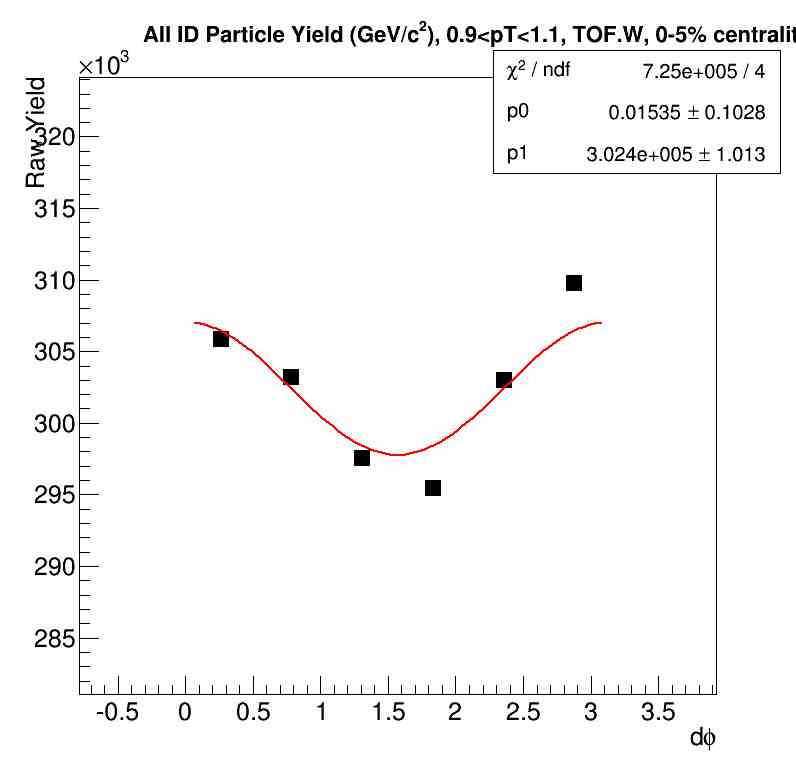 All ID Particle Yield (GeV/c²), 0.9<pT<1.1, TOF.W, 0-5% centralit
×10³
χ² / ndf 7.25e+005 / 4
p0 0.01535 ± 0.1028
p1 3.024e+005 ± 1.013
Raw Yield
320
315
310
305
300
295
290
285
-0.5 0 0.5 1 1.5 2 2.5 3 3.5
dϕ